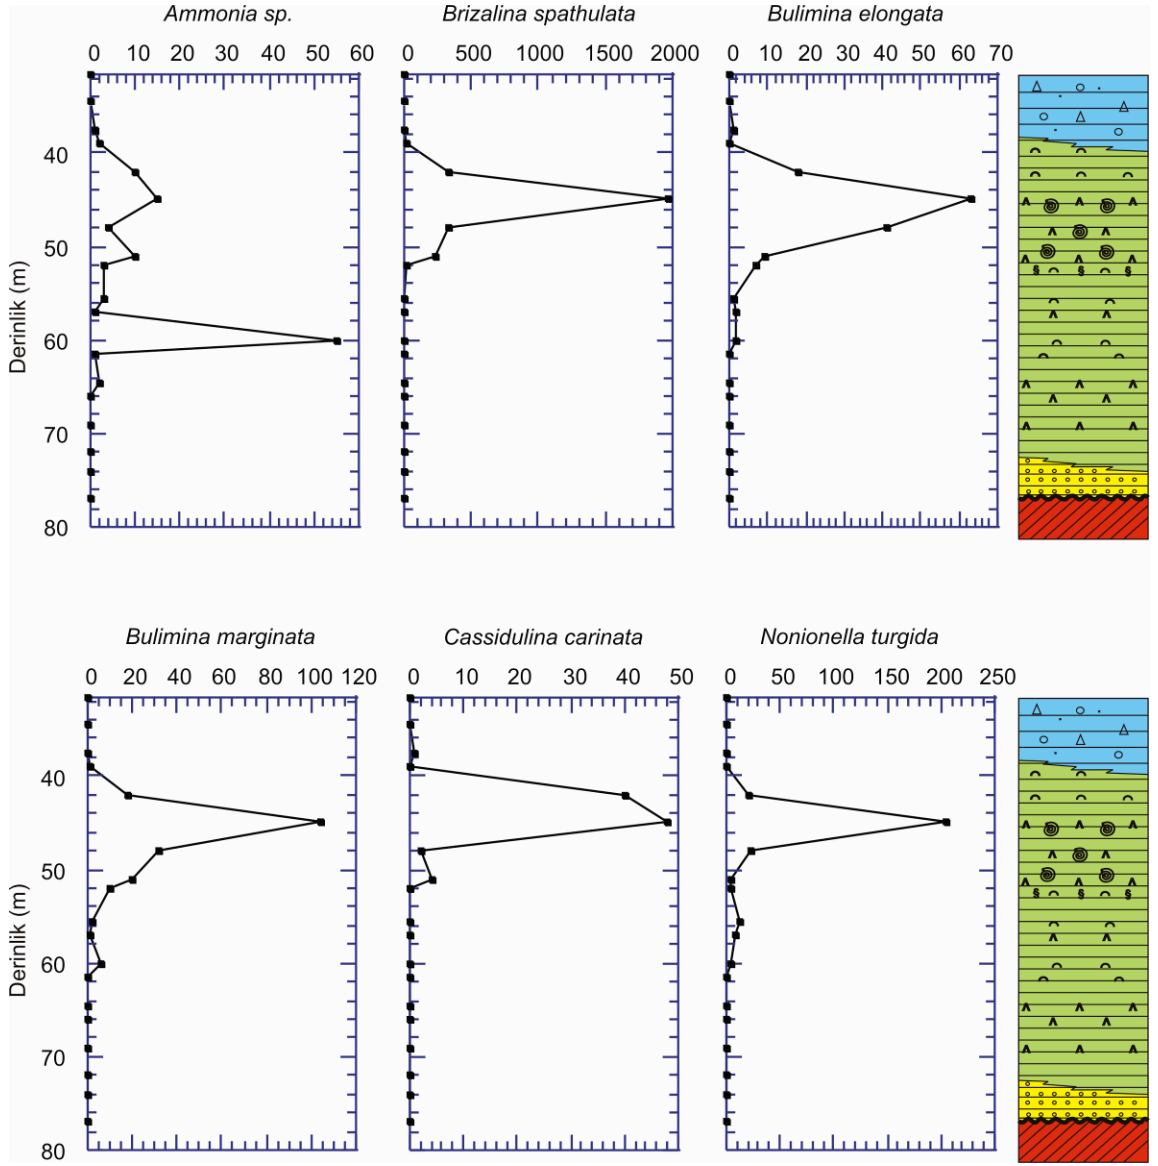 Ammonia sp. Brizalina spathulata Bulimina elongata
0 10 20 30 40 50 60 0 500 1000 1500 2000 0 10 20 30 40 50 60 70
40
50
60
70
80
Derinlik (m)
Bulimina marginata Cassidulina carinata Nonionella turgida
0 20 40 60 80 100 120 0 10 20 30 40 50 0 50 100 150 200 250
40
50
60
70
80
Derinlik (m)